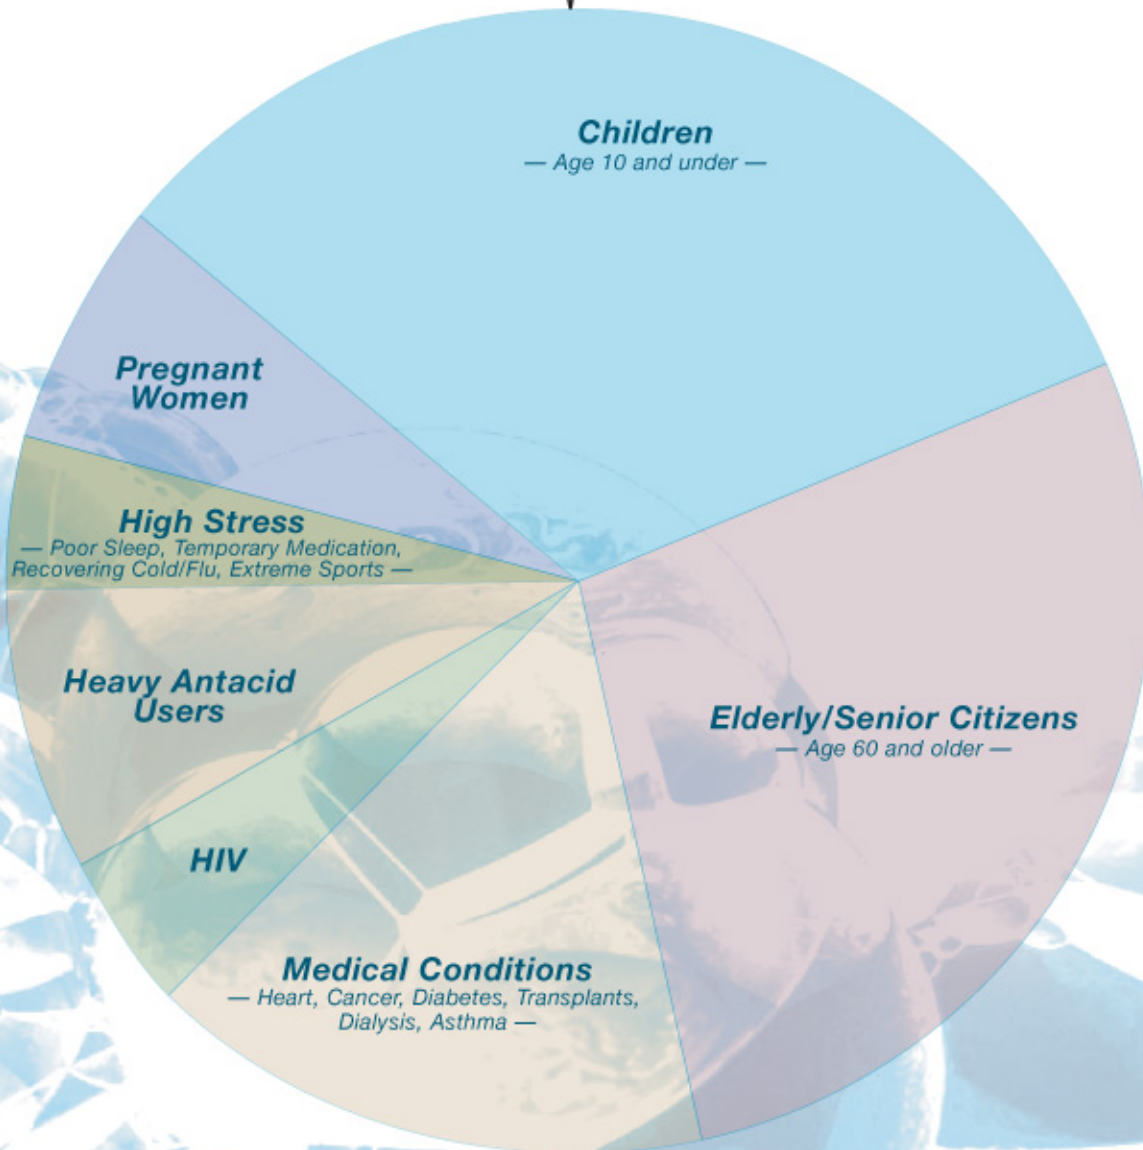 Children
— Age 10 and under —
Pregnant
Women
High Stress
— Poor Sleep, Temporary Medication,
Recovering Cold/Flu, Extreme Sports —
Heavy Antacid
Users
Elderly/Senior Citizens
— Age 60 and older —
HIV
Medical Conditions
— Heart, Cancer, Diabetes, Transplants,
Dialysis, Asthma —